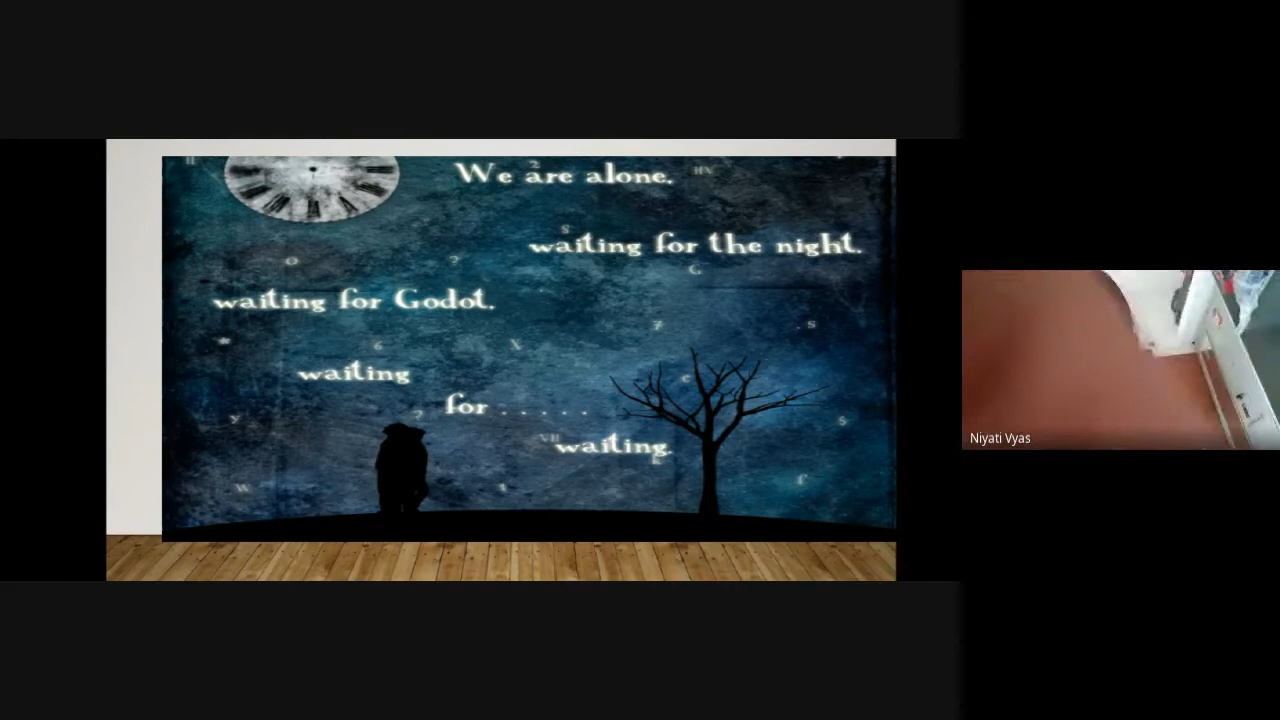 We are alone.
waiting for the night.
waiting for Godot.
waiting
for . . . . .
waiting.
Niyati Vyas